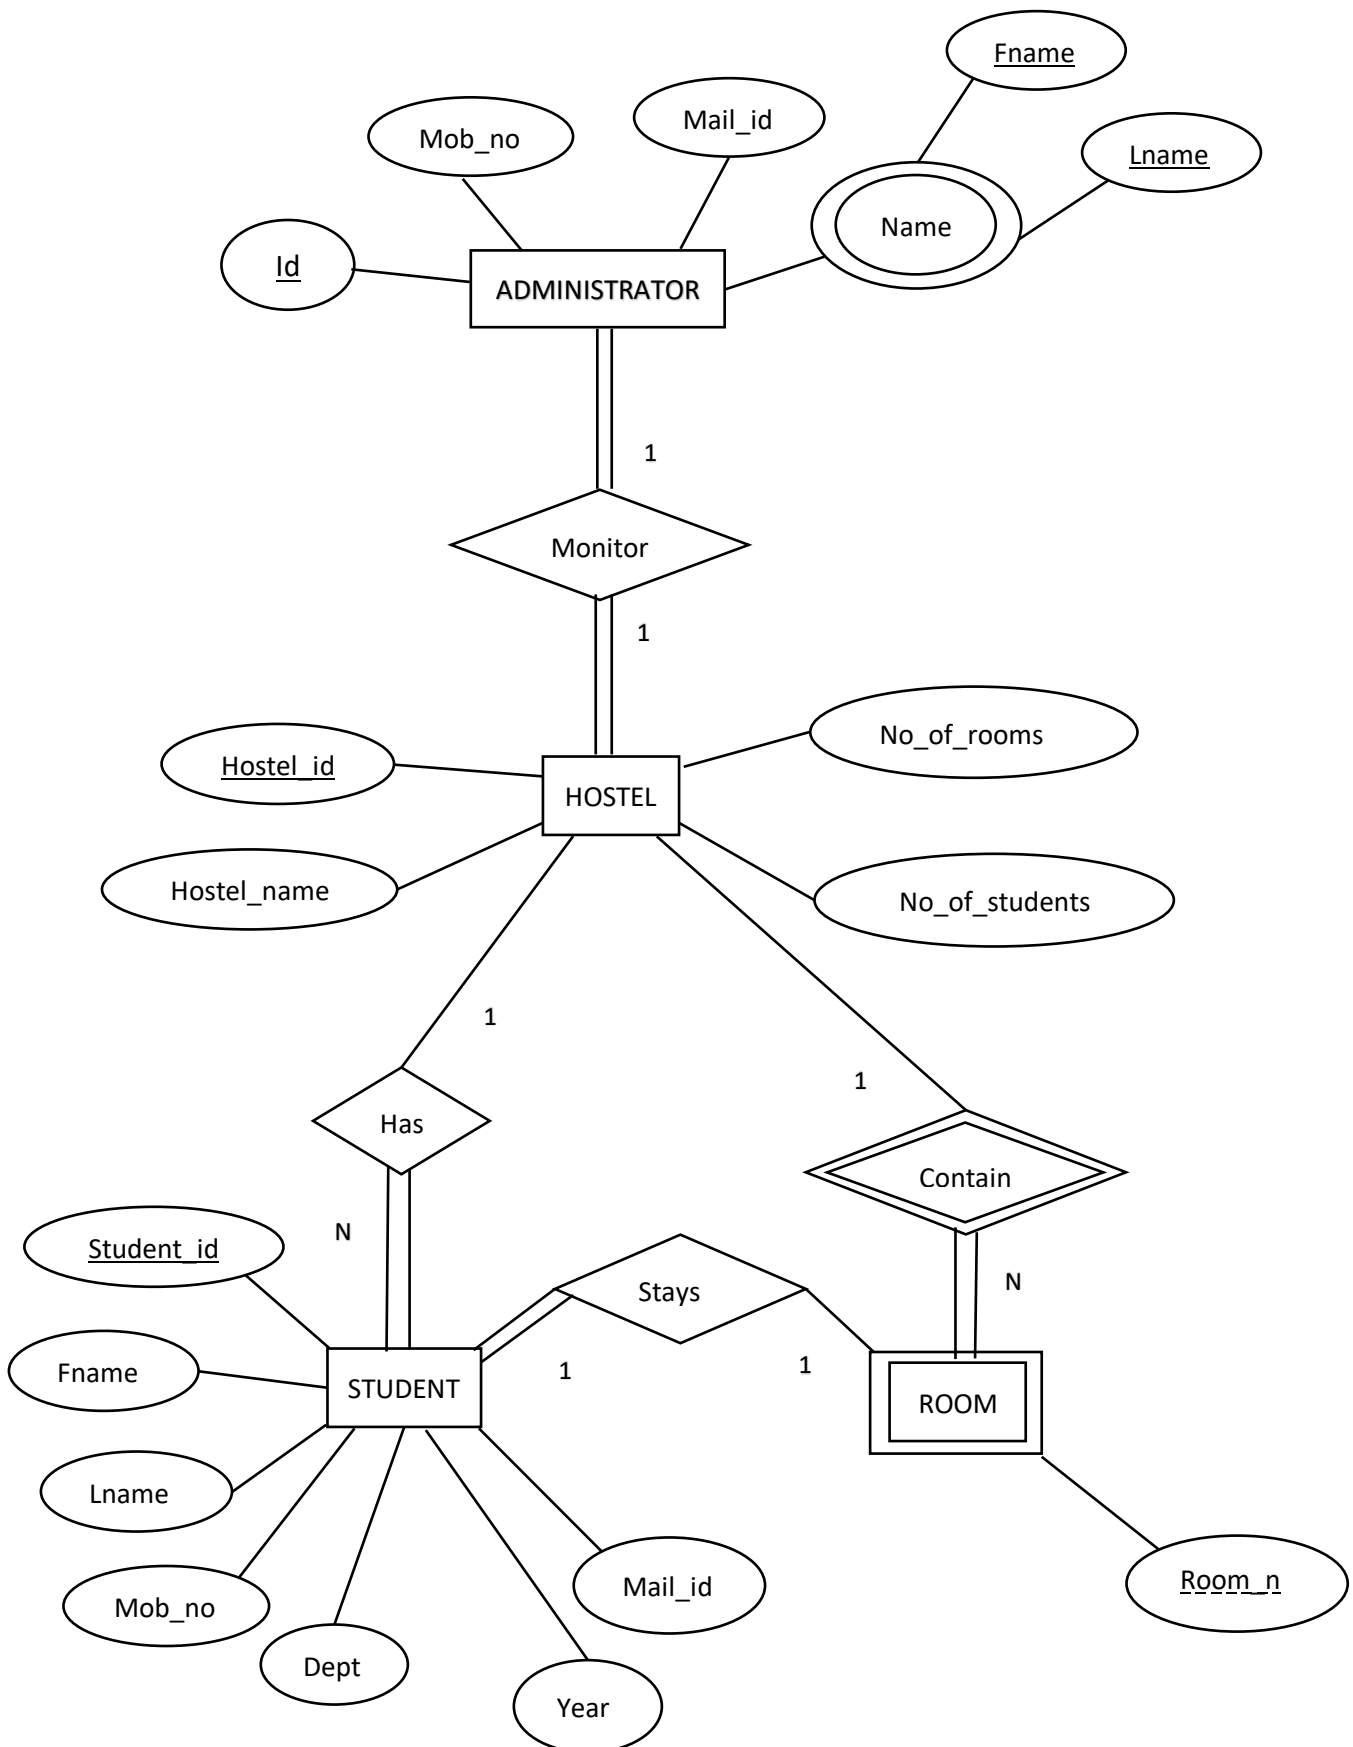 Fname
Mail_id
Mob_no
Lname
Name
Id
ADMINISTRATOR
1
Monitor
1
No_of_rooms
Hostel_id
HOSTEL
Hostel_name
No_of_students
1
1
Has
Contain
N
Student_id
N
Stays
Fname
1
1
STUDENT
ROOM
Lname
Room_n
Mail_id
Mob_no
Dept
Year